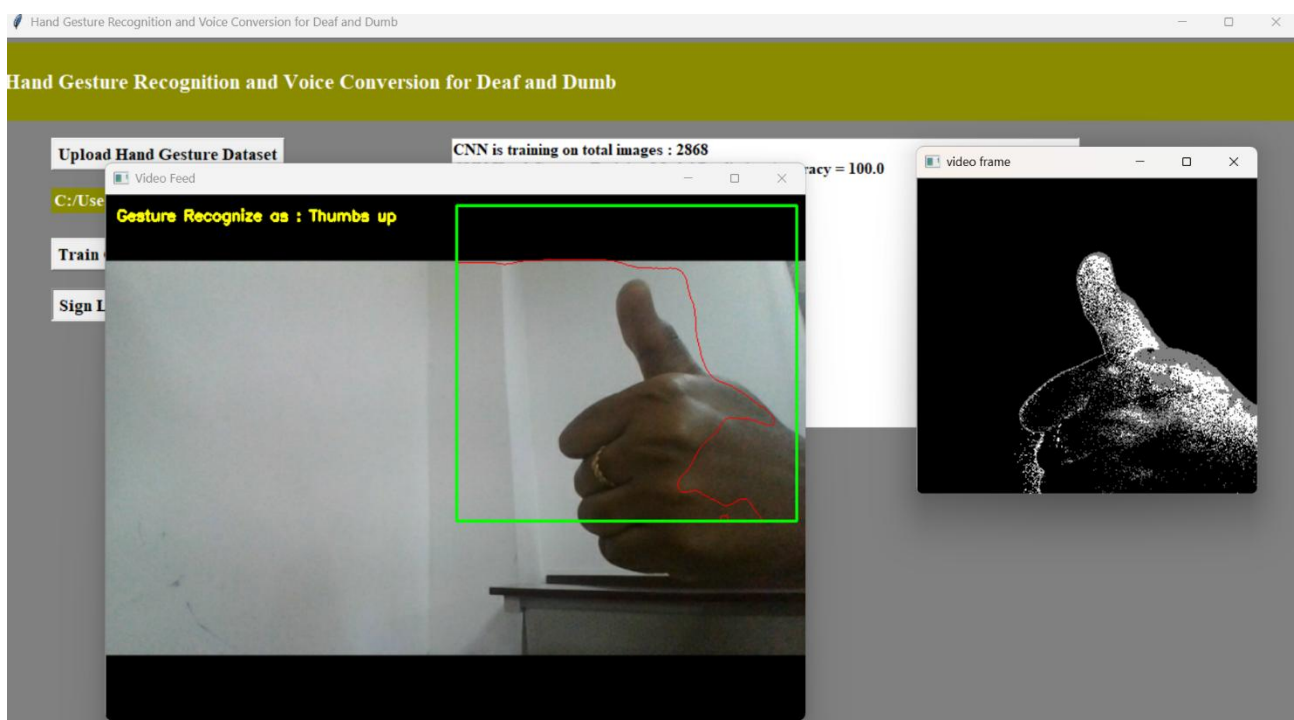 Hand Gesture Recognition and Voice Conversion for Deaf and Dumb
Hand Gesture Recognition and Voice Conversion for Deaf and Dumb
Upload Hand Gesture Dataset
CNN is training on total images : 2868
= 100.0
C:/Use
Train
Sign L
Video Feed
Gesture Recognize as : Thumbs up
video frame